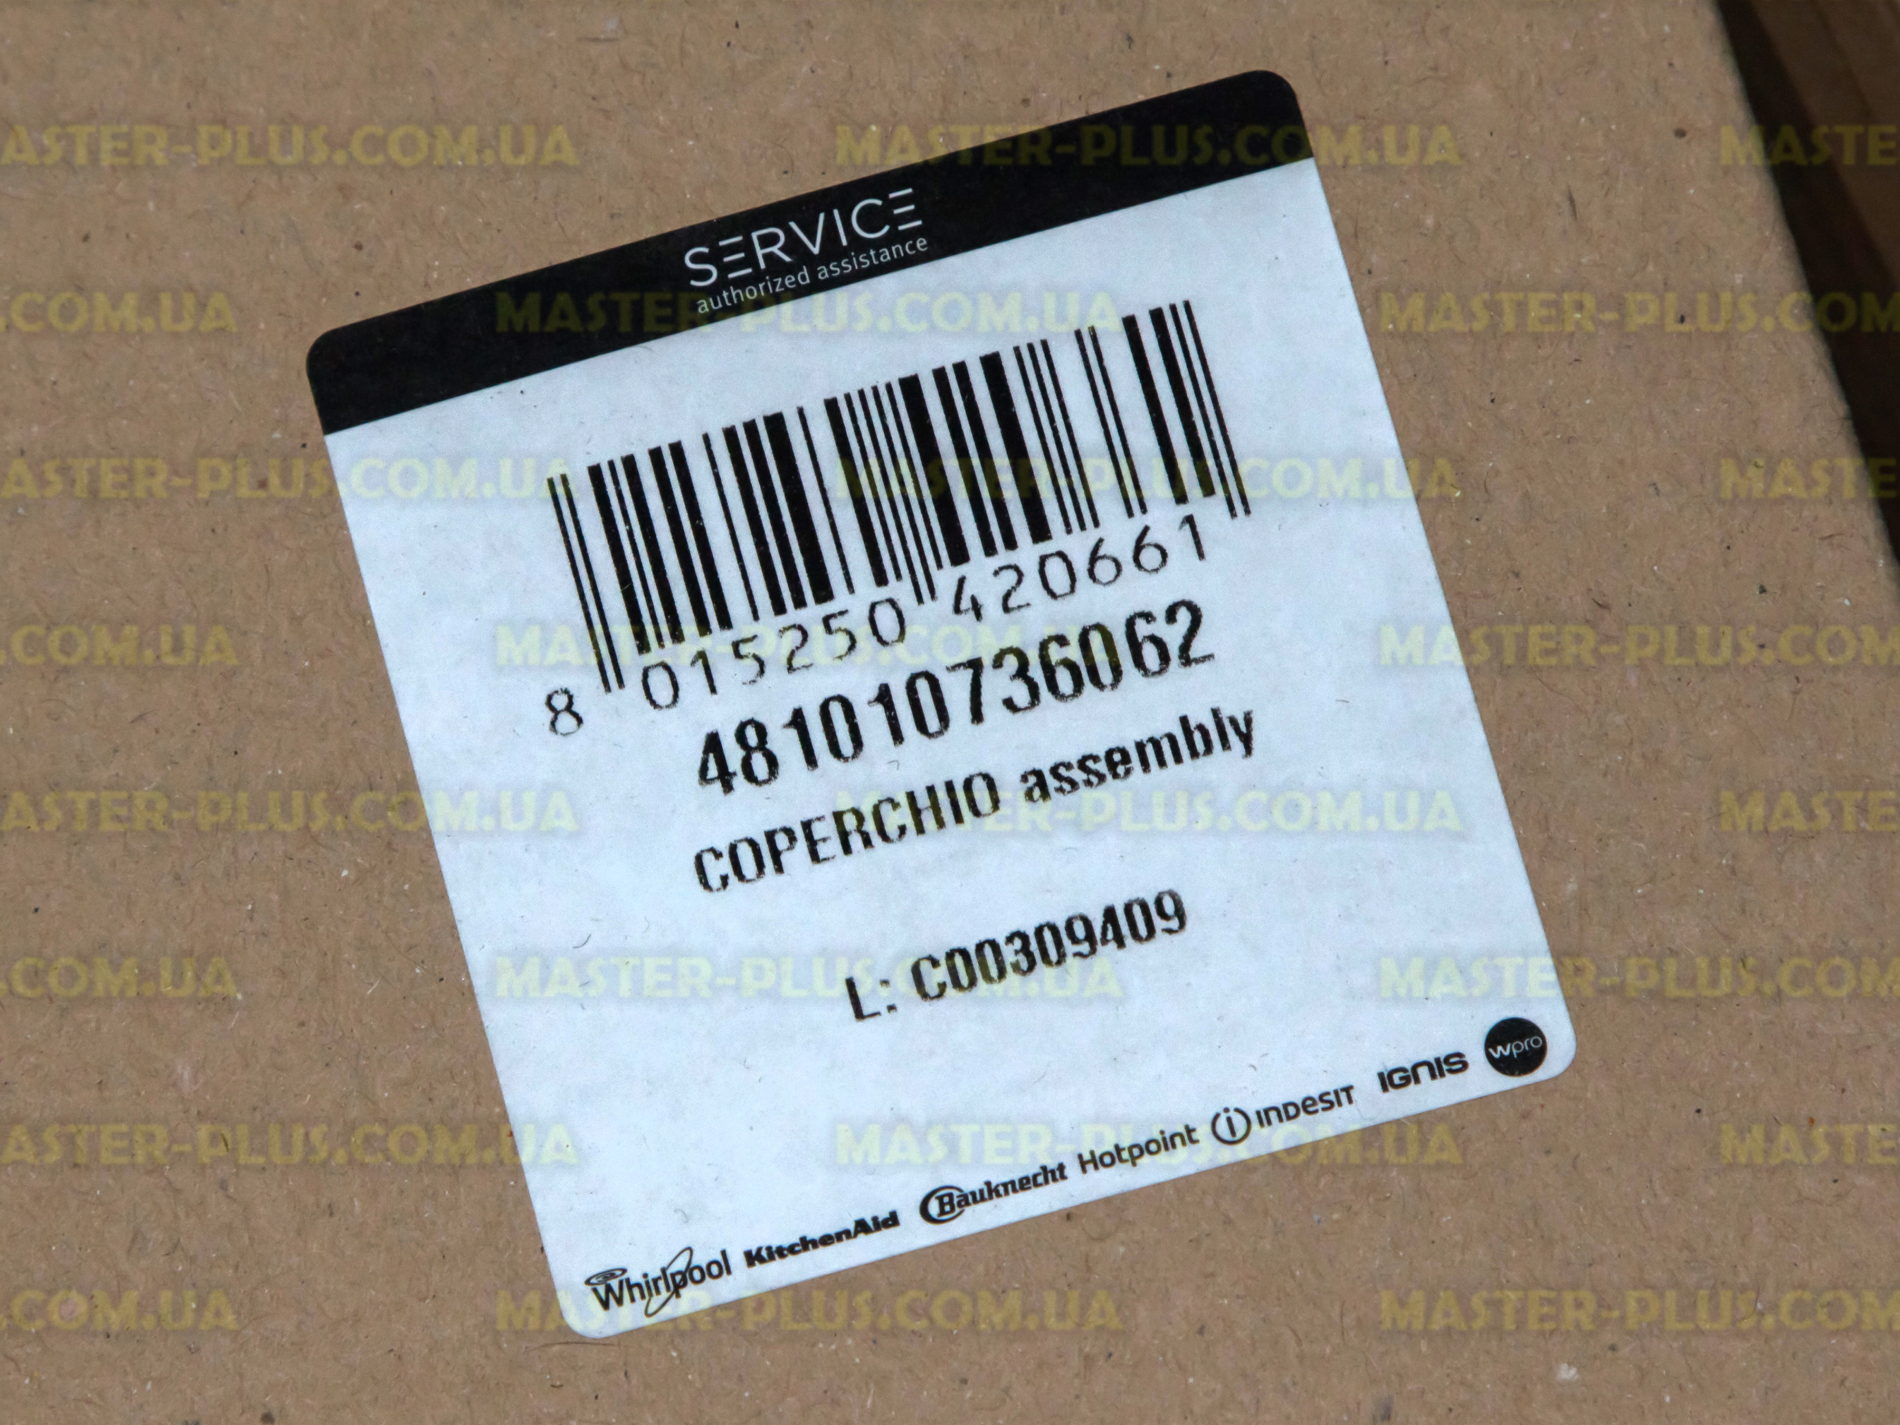 SERVICE
authorized assistance
8 015250 420661
481010736062
COPERCHIO assembly
L: C00309409
Whirlpool KitchenAid Bauknecht Hotpoint indesit IGNIS wpro
MASTER-PLUS.COM.UA